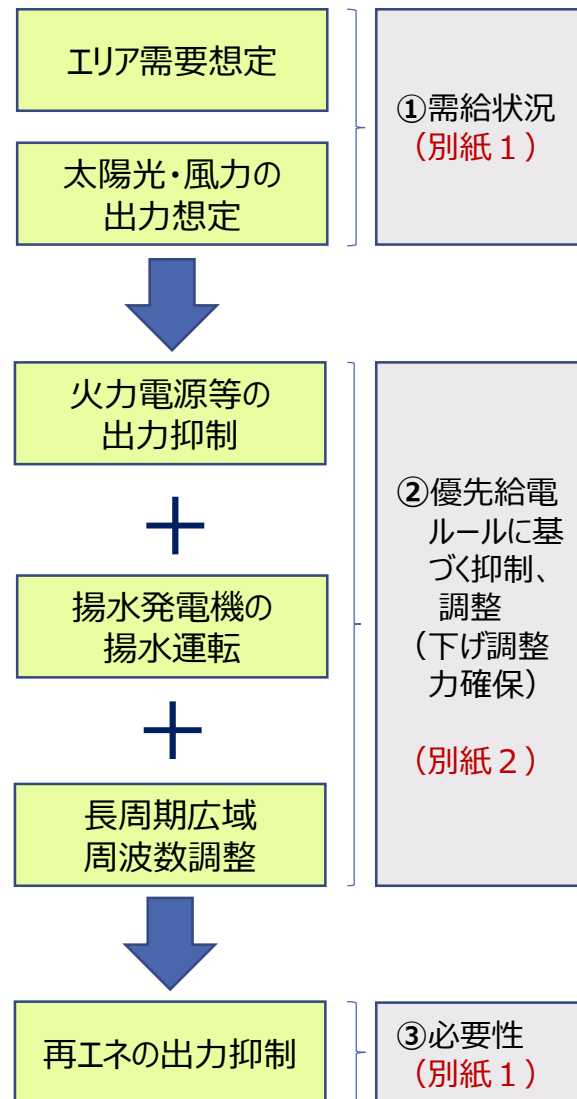 エリア需要想定
太陽光・風力の
出力想定
①需給状況
（別紙１）
火力電源等の
出力抑制
＋
揚水発電機の
揚水運転
＋
長周期広域
周波数調整
②優先給電
ルールに基
づく抑制、
調整
（下げ調整
力確保）
（別紙２）
再エネの出力抑制
③必要性
（別紙１）